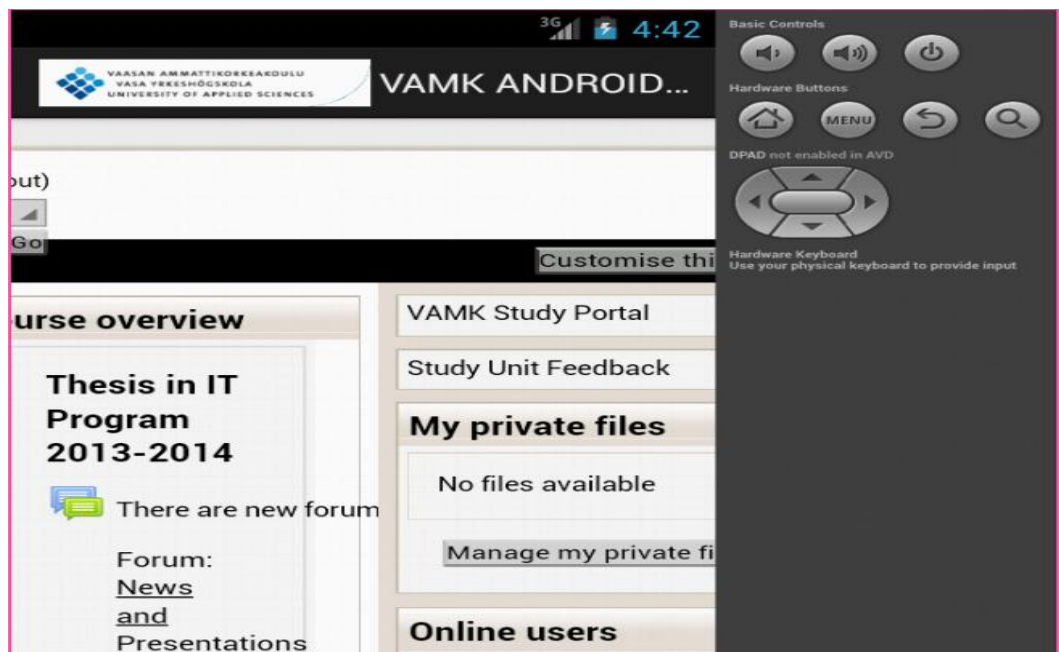 3G 4:42
VAASAN AMMATTIKORKEAKOULU
VASA YRKESHÖGSKOLA
UNIVERSITY OF APPLIED SCIENCES
VAMK ANDROID...
out)
Go
Customise thi
urse overview
Thesis in IT
Program
2013-2014
There are new forum
Forum:
News
and
Presentations
VAMK Study Portal
Study Unit Feedback
My private files
No files available
Manage my private fi
Online users
Basic Controls
Hardware Buttons
MENU
DPAD not enabled in AVD
Hardware Keyboard
Use your physical keyboard to provide input